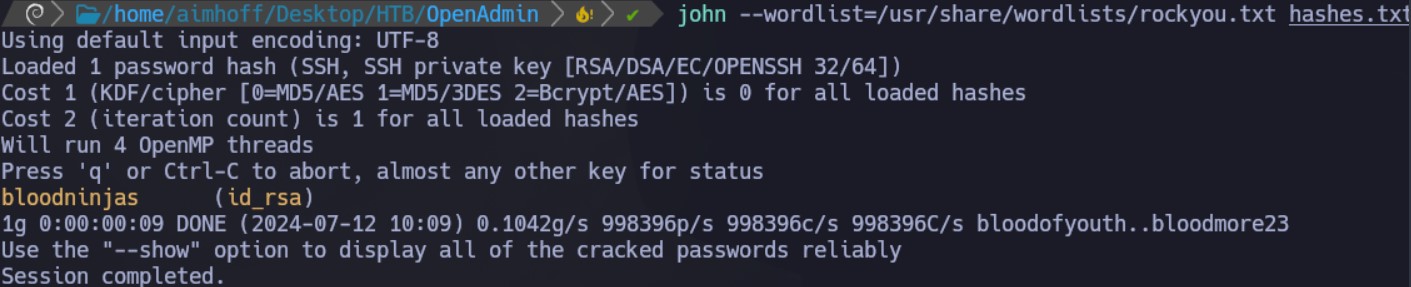 /home/aimhoff/Desktop/HTB/OpenAdmin john --wordlist=/usr/share/wordlists/rockyou.txt hashes.txt
Using default input encoding: UTF-8
Loaded 1 password hash (SSH, SSH private key [RSA/DSA/EC/OPENSSH 32/64])
Cost 1 (KDF/cipher [0=MD5/AES 1=MD5/3DES 2=Bcrypt/AES]) is 0 for all loaded hashes
Cost 2 (iteration count) is 1 for all loaded hashes
Will run 4 OpenMP threads
Press 'q' or Ctrl-C to abort, almost any other key for status
bloodninjas (id_rsa)
1g 0:00:00:09 DONE (2024-07-12 10:09) 0.1042g/s 998396p/s 998396c/s 998396C/s bloodofyouth..bloodmore23
Use the "--show" option to display all of the cracked passwords reliably
Session completed.